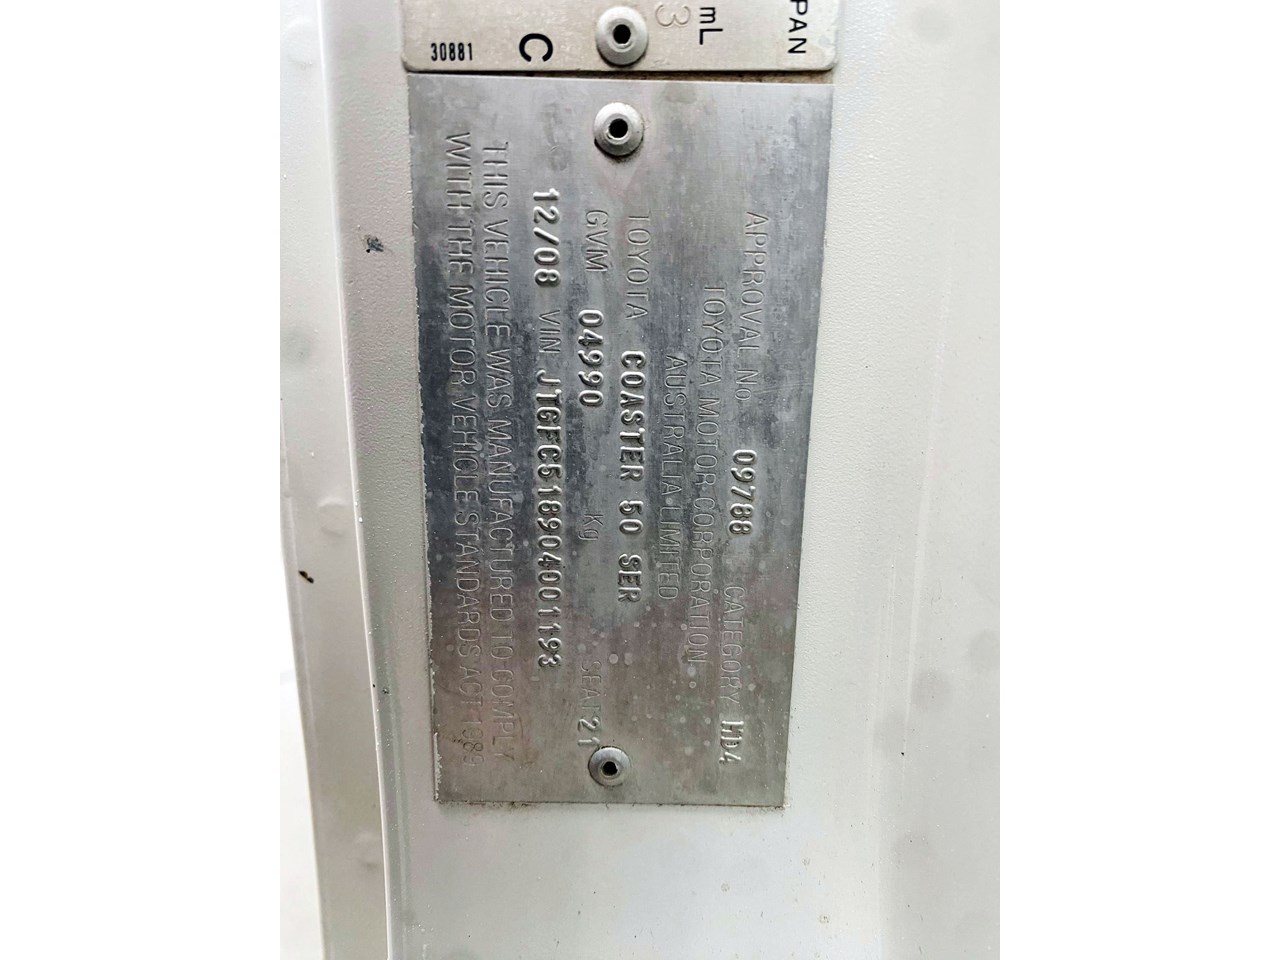 PAN
mL
3
C
30881
APPROVAL No 09788 CATEGORY MD4
TOYOTA MOTOR CORPORATION
AUSTRALIA LIMITED
TOYOTA COASTER 50 SER
GVM 04990 Kg SEAT 21
12/08 VIN JTGFC518904001193
THIS VEHICLE WAS MANUFACTURED TO COMPLY
WITH THE MOTOR VEHICLE STANDARDS ACT 1989